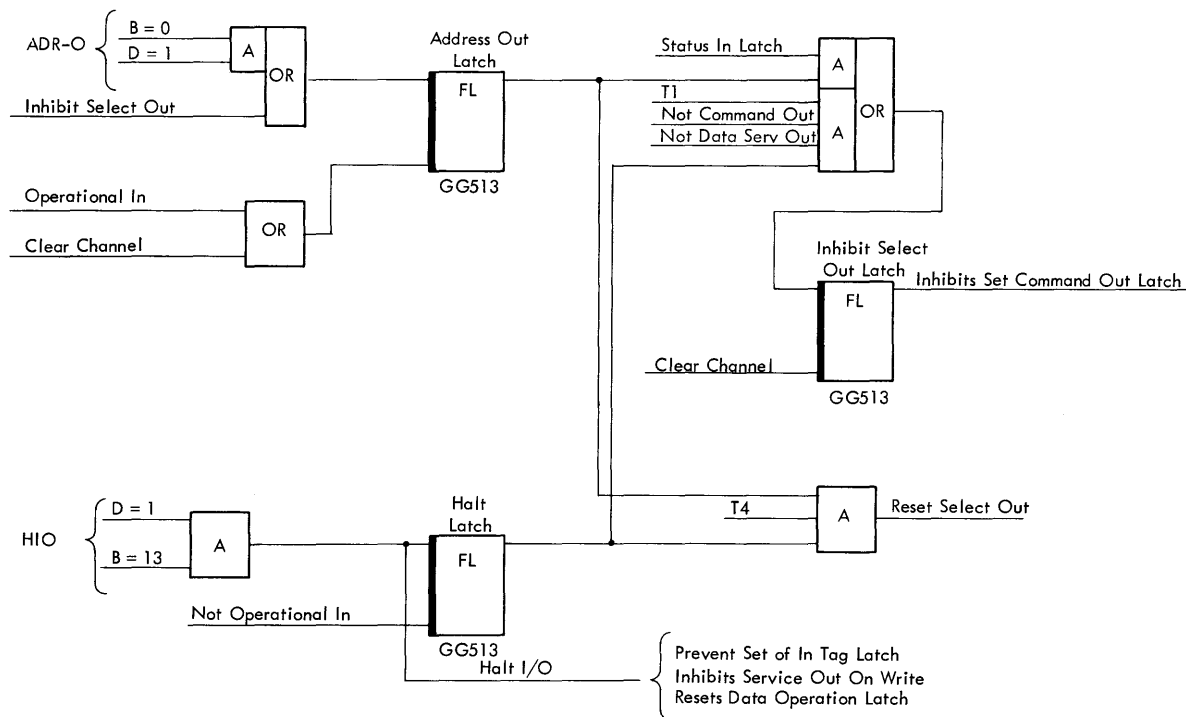 ADR-O
B = 0
D = 1
A
OR
Inhibit Select Out
Address Out
Latch
FL
GG513
Operational In
Clear Channel
OR
Status In Latch
T1
Not Command Out
Not Data Serv Out
A
A
OR
Inhibit Select
Out Latch
FL
Inhibits Set Command Out Latch
Clear Channel
GG513
HIO
D = 1
B = 13
A
Halt
Latch
FL
Not Operational In
GG513
Halt I/O
T4
A
Reset Select Out
Prevent Set of In Tag Latch
Inhibits Service Out On Write
Resets Data Operation Latch